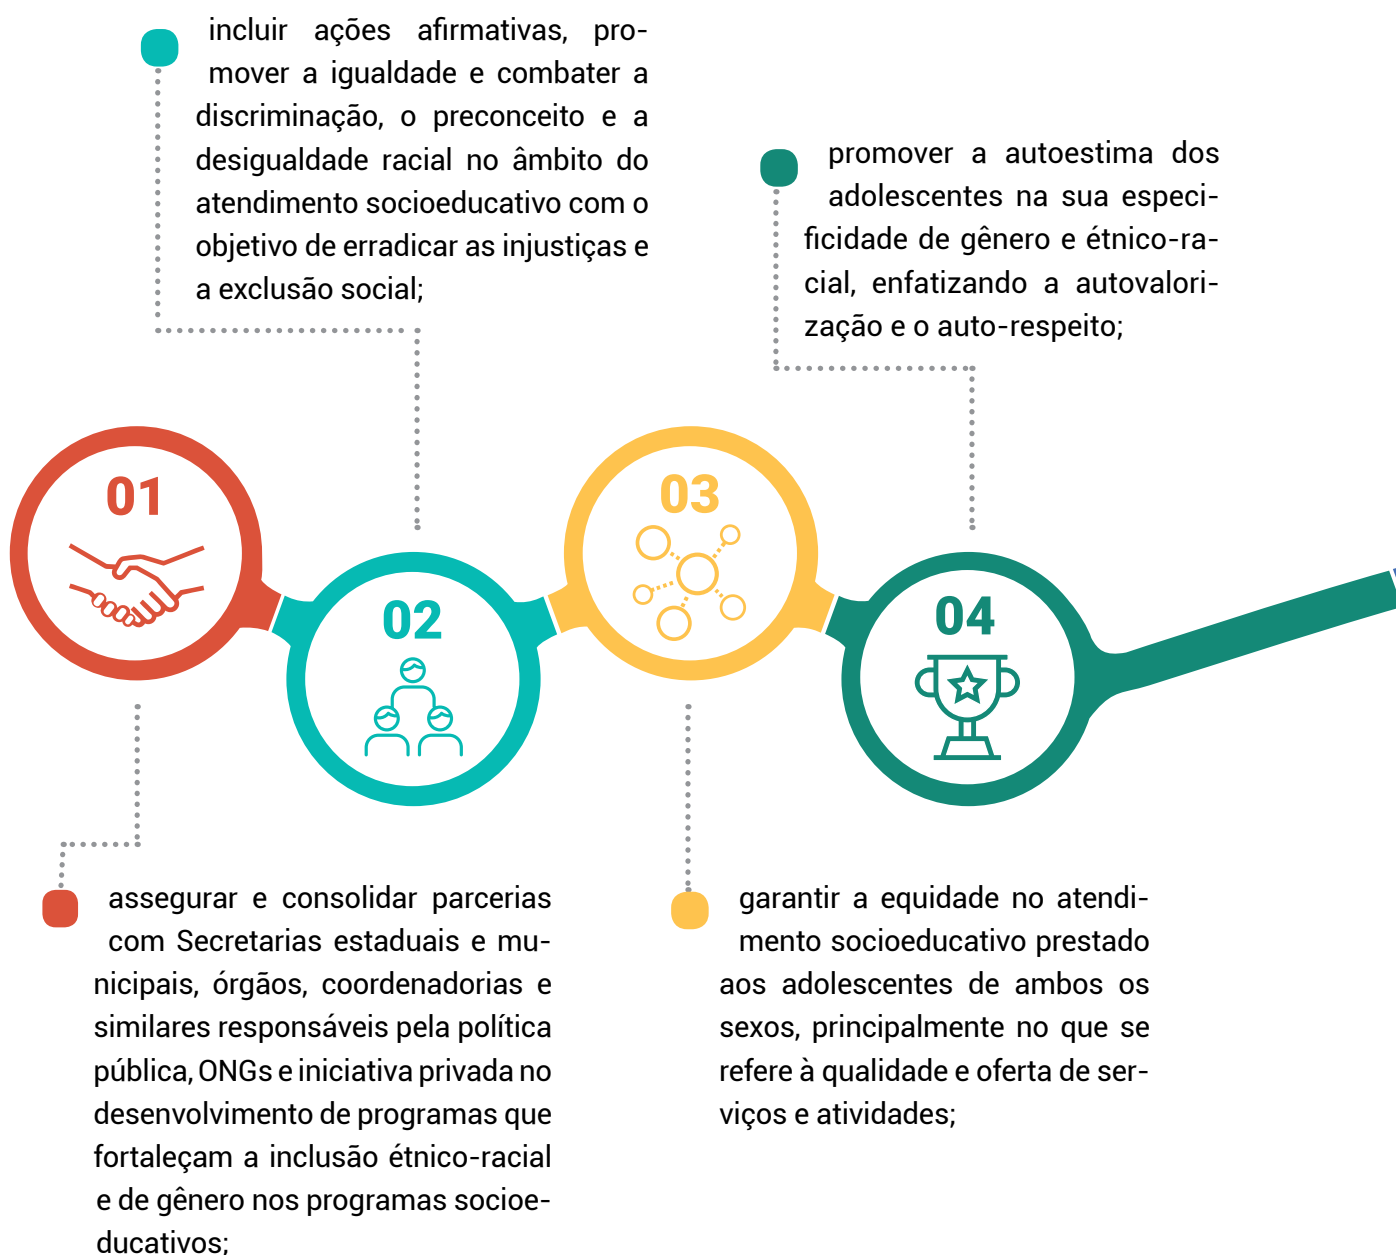 incluir ações afirmativas, pro-
mover a igualdade e combater a
discriminação, o preconceito e a
desigualdade racial no âmbito do
atendimento socioeducativo com o
objetivo de erradicar as injustiças e
a exclusão social;
promover a autoestima dos
adolescentes na sua especi-
ficidade de gênero e étnico-ra-
cial, enfatizando a autovalori-
zação e o auto-respeito;
01
02
03
04
assegurar e consolidar parcerias
com Secretarias estaduais e mu-
nicipais, órgãos, coordenadorias e
similares responsáveis pela política
pública, ONGs e iniciativa privada no
desenvolvimento de programas que
fortaleçam a inclusão étnico-racial
e de gênero nos programas socioe-
ducativos;
garantir a equidade no atendi-
mento socioeducativo prestado
aos adolescentes de ambos os
sexos, principalmente no que se
refere à qualidade e oferta de ser-
viços e atividades;